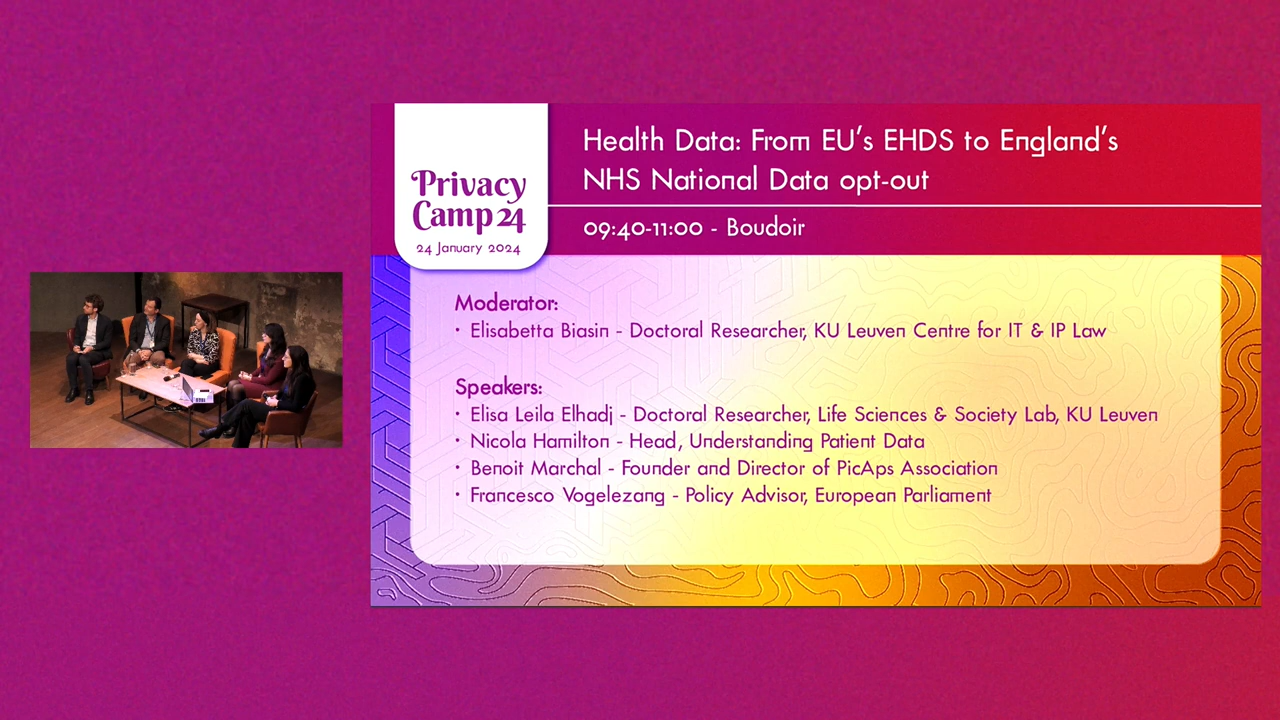 Privacy
Camp 24
24 January 2024
Health Data: From EU's EHDS to England's
NHS National Data opt-out
09:40-11:00 - Boudoir
Moderator:
• Elisabetta Biasin - Doctoral Researcher, KU Leuven Centre for IT & IP Law
Speakers:
• Elisa Leila Elhadj - Doctoral Researcher, Life Sciences & Society Lab, KU Leuven
• Nicola Hamilton - Head, Understanding Patient Data
• Benoit Marchal - Founder and Director of PicAps Association
• Francesco Vogelezang - Policy Advisor, European Parliament